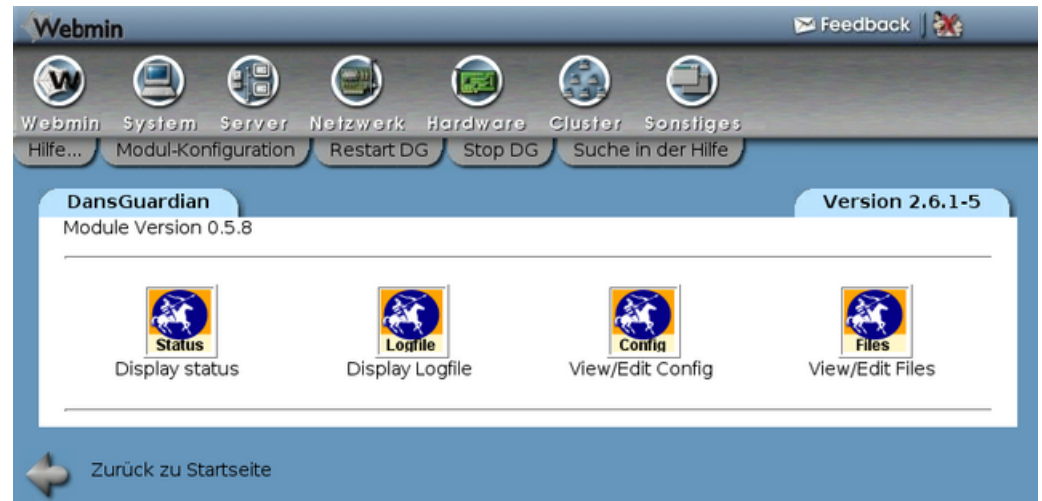 Webmin Feedback
Webmin System Server Netzwerk Hardware Cluster Sonstiges
Hilfe... Modul-Konfiguration Restart DG Stop DG Suche in der Hilfe
DansGuardian Version 2.6.1-5
Module Version 0.5.8
Status Logfile Config Files
Display status Display Logfile View/Edit Config View/Edit Files
Zurück zu Startseite